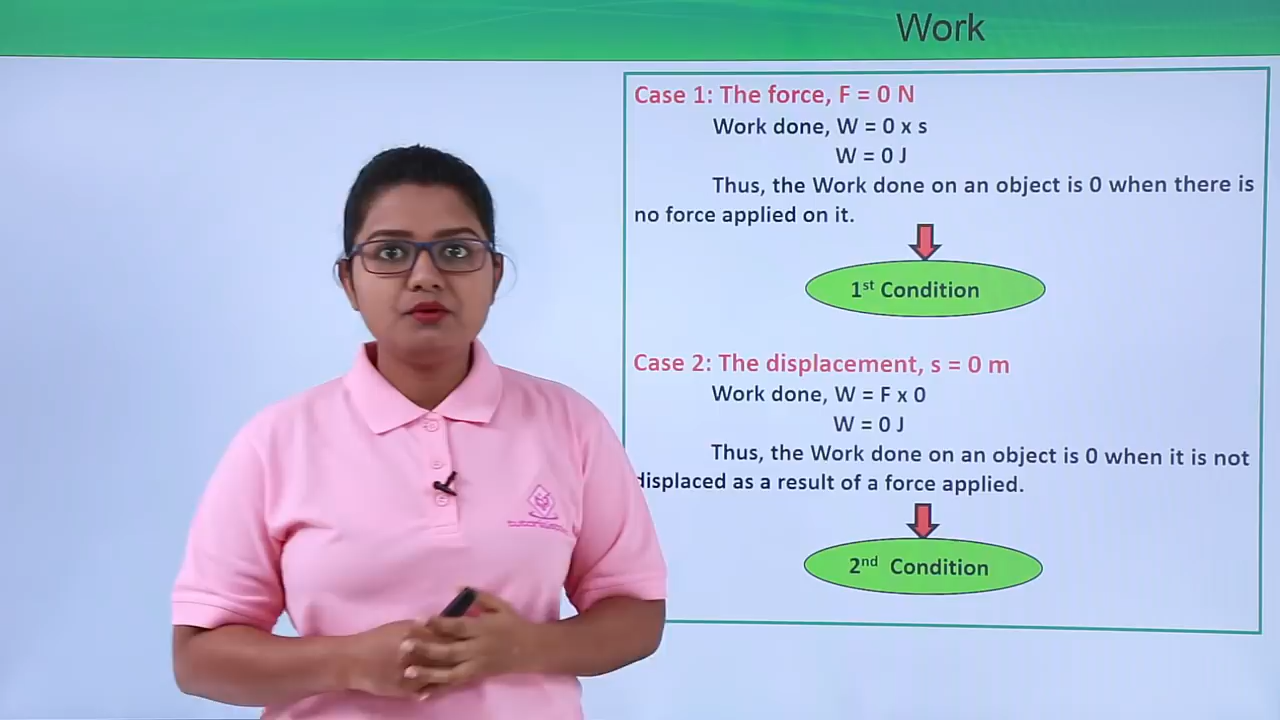 Work
Case 1: The force, F = 0 N
Work done, W = 0 x s
W = 0 J
Thus, the Work done on an object is 0 when there is
no force applied on it.
1st Condition
Case 2: The displacement, s = 0 m
Work done, W = F x 0
W = 0 J
Thus, the Work done on an object is 0 when it is not
displaced as a result of a force applied.
2nd Condition